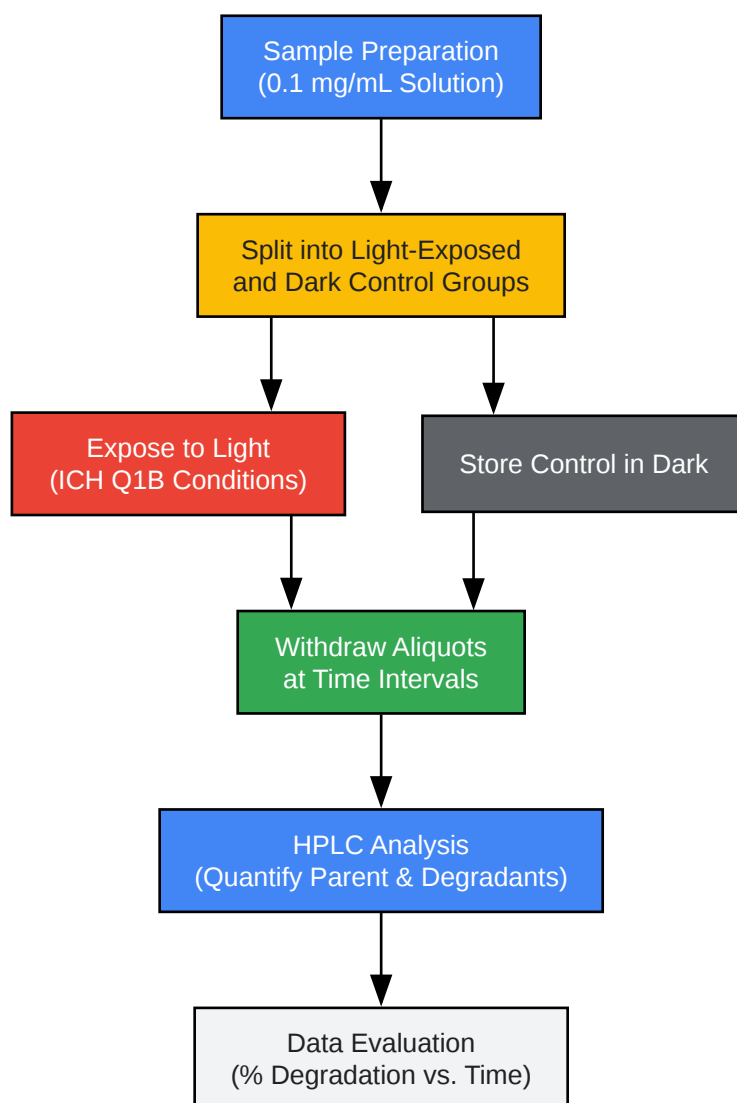 Sample Preparation
(0.1 mg/mL Solution)
Split into Light-Exposed
and Dark Control Groups
Expose to Light
(ICH Q1B Conditions)
Store Control in Dark
Withdraw Aliquots
at Time Intervals
HPLC Analysis
(Quantify Parent & Degradants)
Data Evaluation
(% Degradation vs. Time)